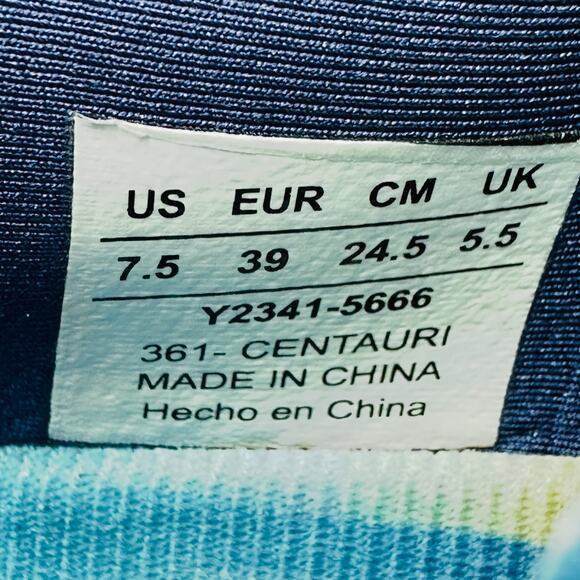 US EUR CM UK
7.5 39 24.5 5.5
Y2341-5666
361- CENTAURI
MADE IN CHINA
Hecho en China